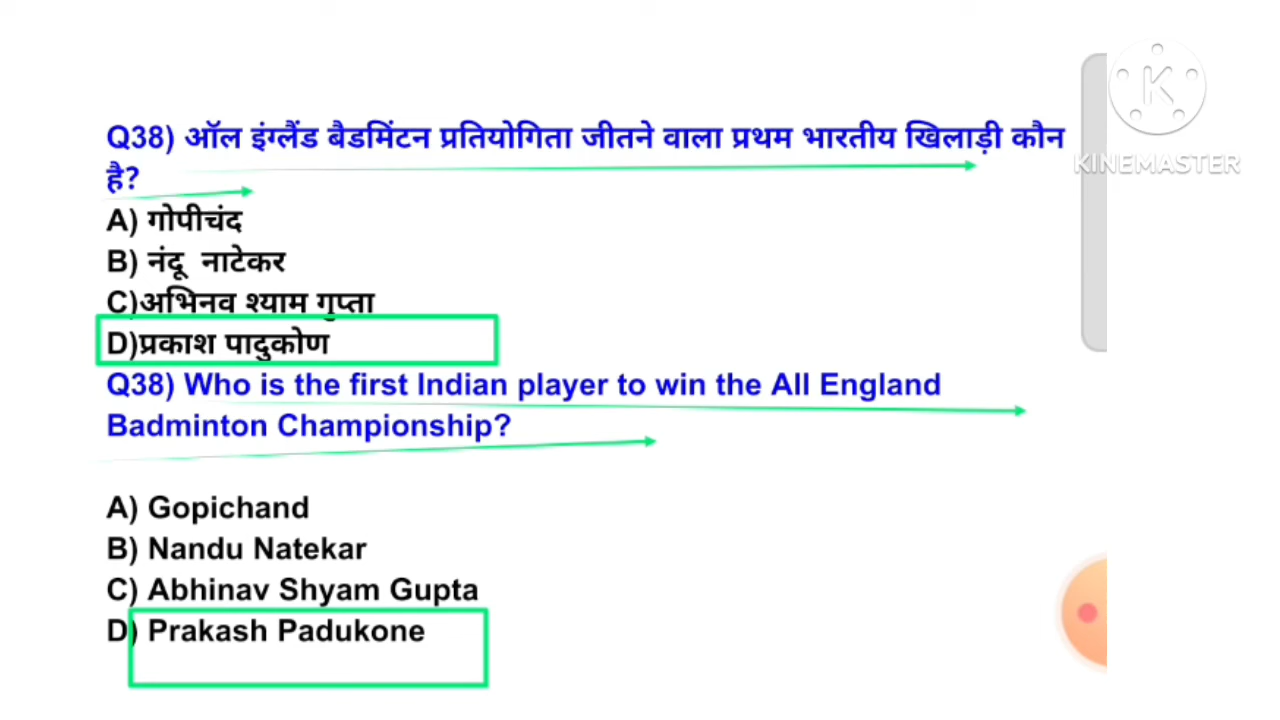 Q38) ऑल इंग्लैंड बैडमिंटन प्रतियोगिता जीतने वाला प्रथम भारतीय खिलाड़ी कौन
है?
A) गोपीचंद
B) नंदू नाटेकर
C)अभिनव श्याम गुप्ता
D)प्रकाश पादुकोण
Q38) Who is the first Indian player to win the All England
Badminton Championship?
A) Gopichand
B) Nandu Natekar
C) Abhinav Shyam Gupta
D) Prakash Padukone
K
KINEMASTER